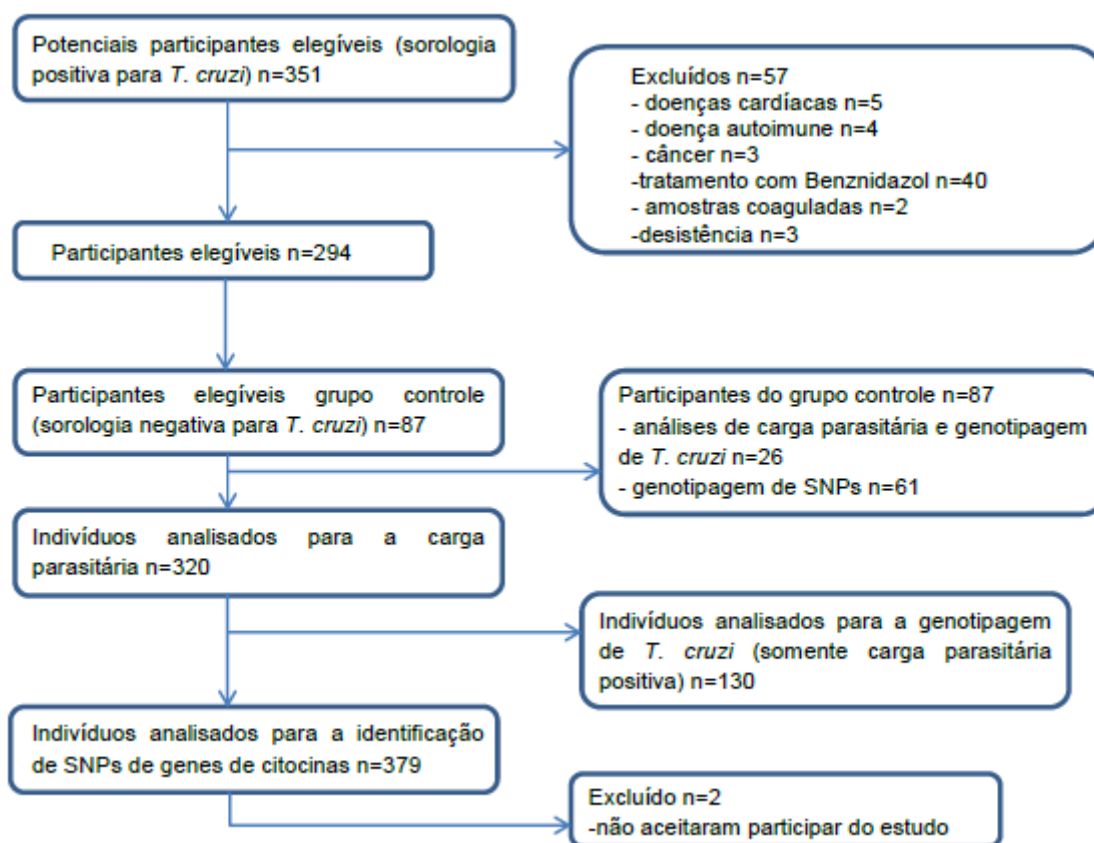 Potenciais participantes elegíveis (sorologia
positiva para T. cruzi) n=351
Excluídos n=57
- doenças cardíacas n=5
- doença autoimune n=4
- câncer n=3
-tratamento com Benznidazol n=40
- amostras coaguladas n=2
-desistência n=3
Participantes elegíveis n=294
Participantes elegíveis grupo controle
(sorologia negativa para T. cruzi) n=87
Participantes do grupo controle n=87
- análises de carga parasitária e genotipagem
de T. cruzi n=26
- genotipagem de SNPs n=61
Indivíduos analisados para a carga
parasitária n=320
Indivíduos analisados para a genotipagem
de T. cruzi (somente carga parasitária
positiva) n=130
Indivíduos analisados para a identificação
de SNPs de genes de citocinas n=379
Excluído n=2
-não aceitaram participar do estudo